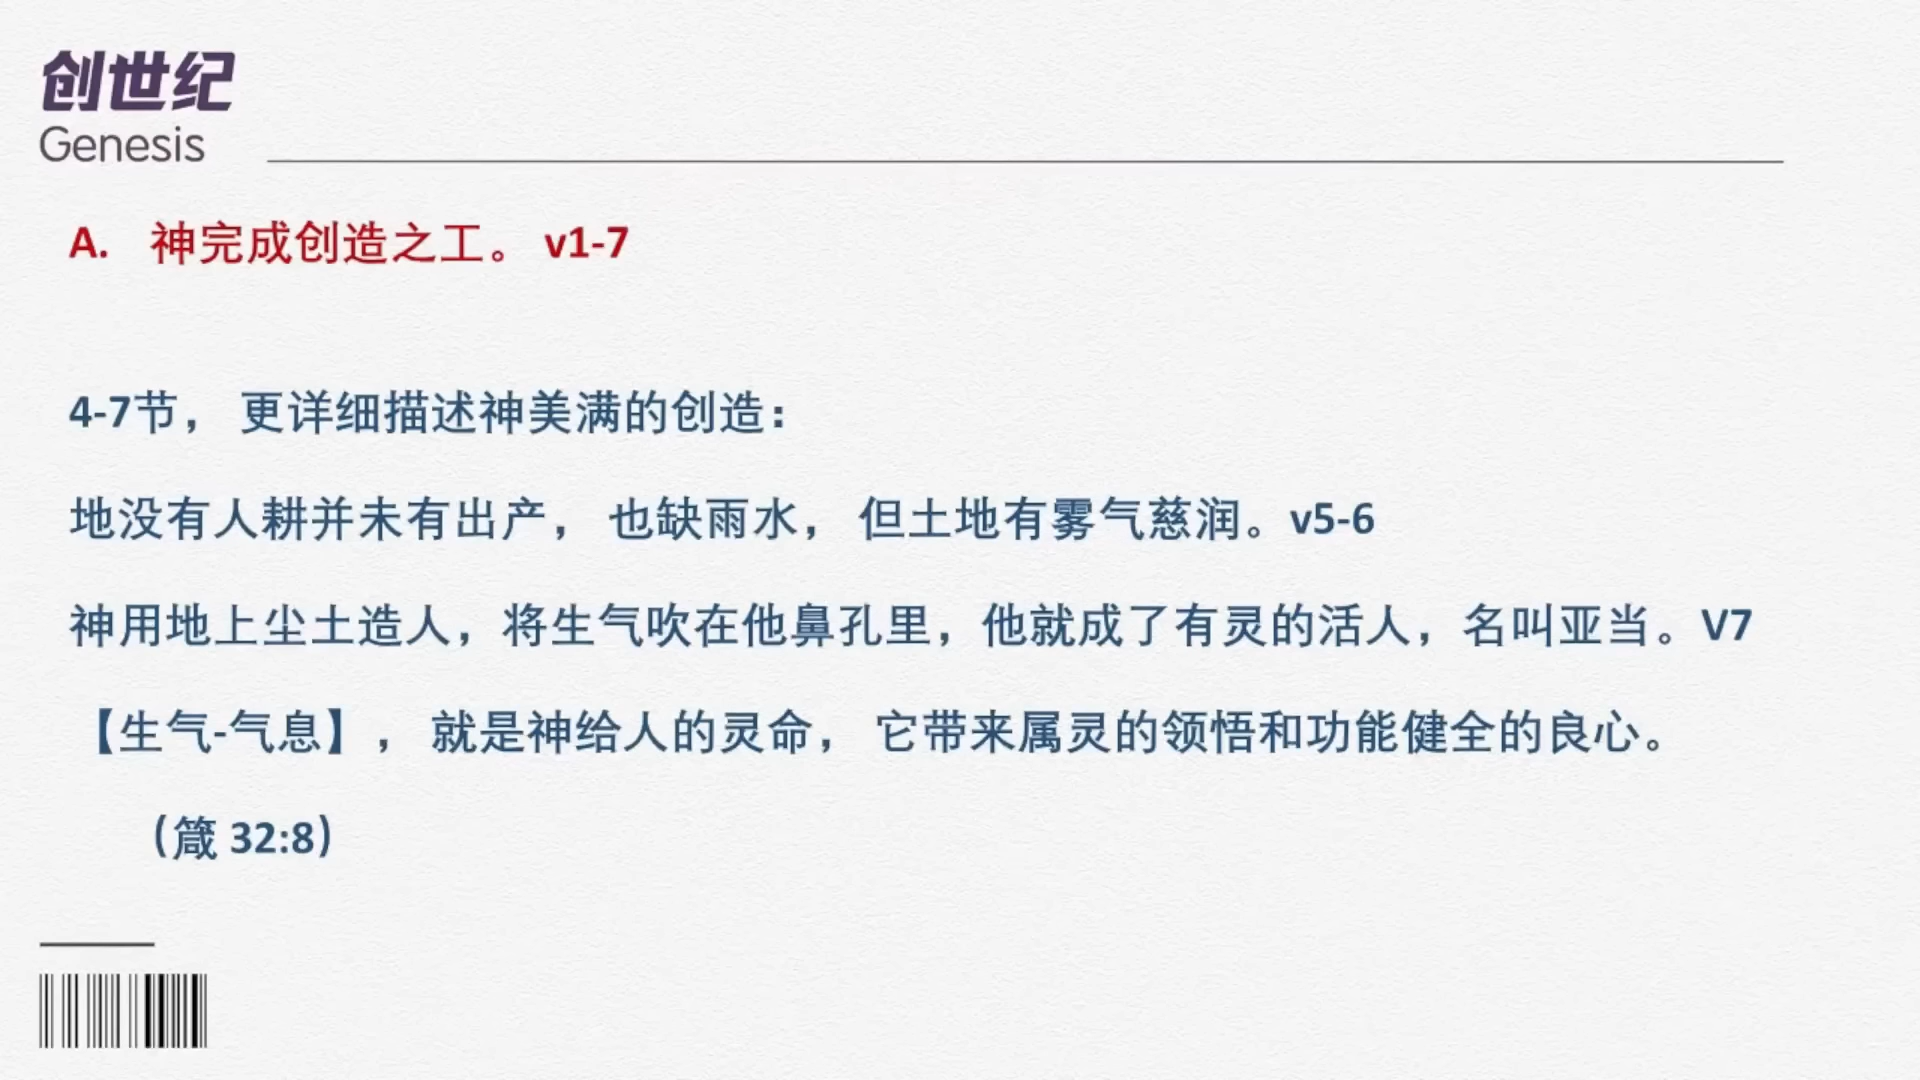 创世纪
Genesis
A. 神完成创造之工。 v1-7
4-7节， 更详细描述神美满的创造：
地没有人耕并未有出产， 也缺雨水， 但土地有雾气慈润。v5-6
神用地上尘土造人，将生气吹在他鼻孔里，他就成了有灵的活人，名叫亚当。V7
【生气-气息】， 就是神给人的灵命， 它带来属灵的领悟和功能健全的良心。
（箴 32:8）